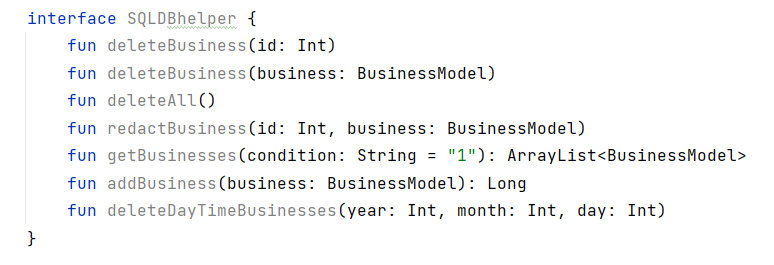 interface SQLDBhelper {
    fun deleteBusiness(id: Int)
    fun deleteBusiness(business: BusinessModel)
    fun deleteAll()
    fun redactBusiness(id: Int, business: BusinessModel)
    fun getBusinesses(condition: String = "1"): ArrayList<BusinessModel>
    fun addBusiness(business: BusinessModel): Long
    fun deleteDayTimeBusinesses(year: Int, month: Int, day: Int)
}